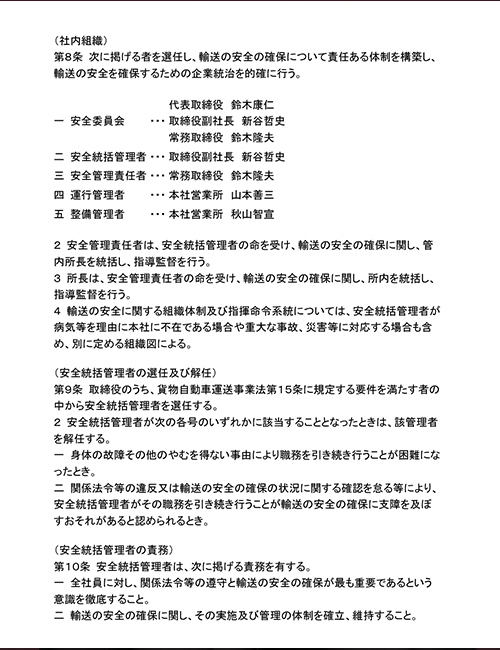 （社内組織）
第８条 次に掲げる者を選任し、輸送の安全の確保について責任ある体制を構築し、
輸送の安全を確保するための企業統治を的確に行う。
代表取締役 鈴木康仁
一 安全委員会 ・・・ 取締役副社長 新谷哲史
常務取締役 鈴木隆夫
二 安全統括管理者 ・・・ 取締役副社長 新谷哲史
三 安全管理責任者 ・・・ 常務取締役 鈴木隆夫
四 運行管理者 ・・・ 本社営業所 山本善三
五 整備管理者 ・・・ 本社営業所 秋山智宣
２ 安全管理責任者は、安全統括管理者の命を受け、輸送の安全の確保に関し、管
内所長を統括し、指導監督を行う。
３ 所長は、安全管理責任者の命を受け、輸送の安全の確保に関し、所内を統括し、
指導監督を行う。
４ 輸送の安全に関する組織体制及び指揮命令系統については、安全統括管理者が
病気等を理由に本社に不在である場合や重大な事故、災害等に対応する場合も含
め、別に定める組織図による。
（安全統括管理者の選任及び解任）
第９条 取締役のうち、貨物自動車運送事業法第１５条に規定する要件を満たす者の
中から安全統括管理者を選任する。
２ 安全統括管理者が次の各号のいずれかに該当することとなったときは、該管理者
を解任する。
一 身体の故障その他のやむを得ない事由により職務を引き続き行うことが困難にな
ったとき。
二 関係法令等の違反又は輸送の安全の確保の状況に関する確認を怠る等により、
安全統括管理者がその職務を引き続き行うことが輸送の安全の確保に支障を及ぼ
すおそれがあると認められるとき。
（安全統括管理者の責務）
第１０条 安全統括管理者は、次に掲げる責務を有する。
一 全社員に対し、関係法令等の遵守と輸送の安全の確保が最も重要であるという
意識を徹底すること。
二 輸送の安全の確保に関し、その実施及び管理の体制を確立、維持すること。